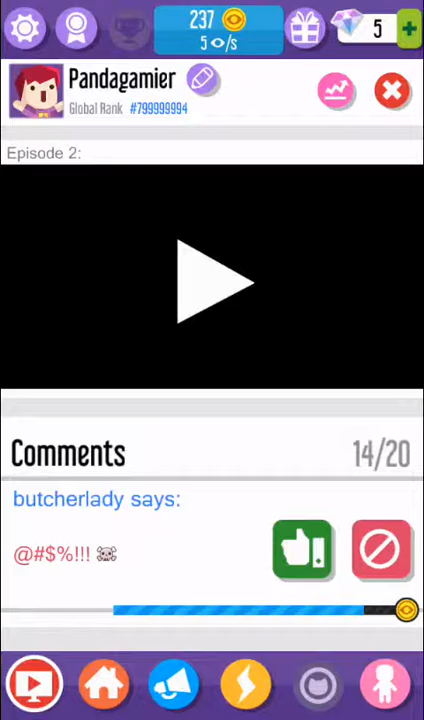 237
5 /s
5
Pandagamier
Global Rank #799999994
Episode 2:
Comments 14/20
butcherlady says:
@#$%!!!